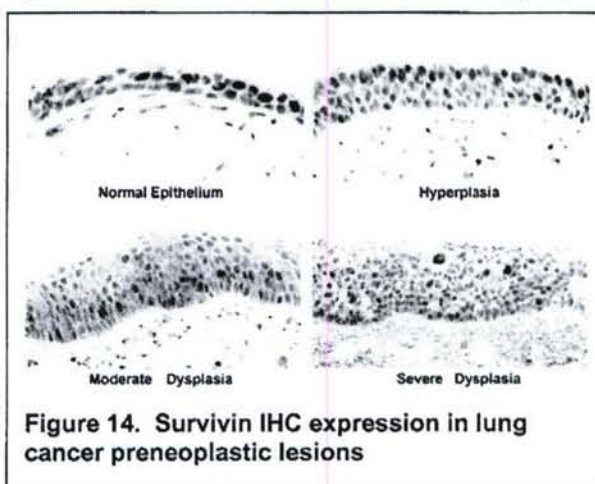 Normal Epithelium
Hyperplasia
Moderate Dysplasia
Severe Dysplasia
Figure 14. Survivin IHC expression in lung
cancer preneoplastic lesions